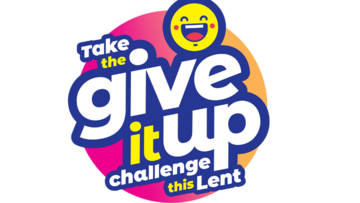 Take
the
give
it up
challenge
this Lent